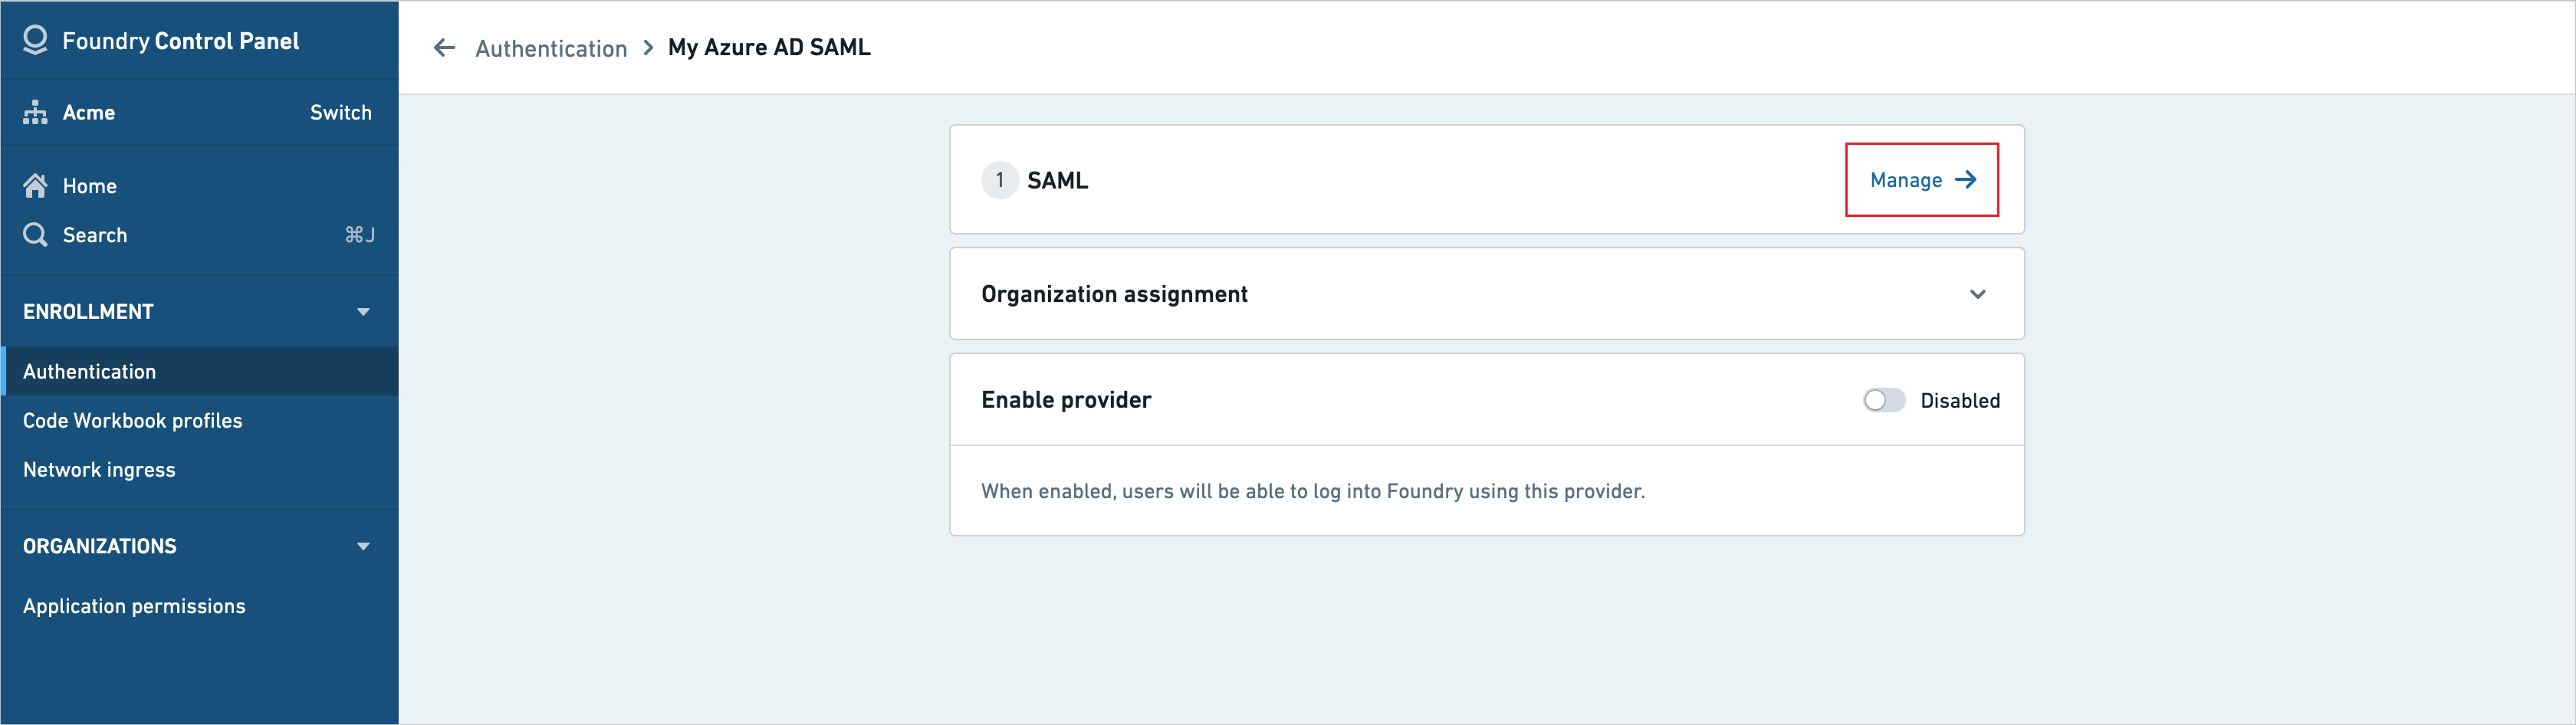 Foundry Control Panel
Acme Switch
Home
Search ⌘J
ENROLLMENT
Authentication
Code Workbook profiles
Network ingress
ORGANIZATIONS
Application permissions
Authentication > My Azure AD SAML
1 SAML Manage →
Organization assignment
Enable provider Disabled
When enabled, users will be able to log into Foundry using this provider.